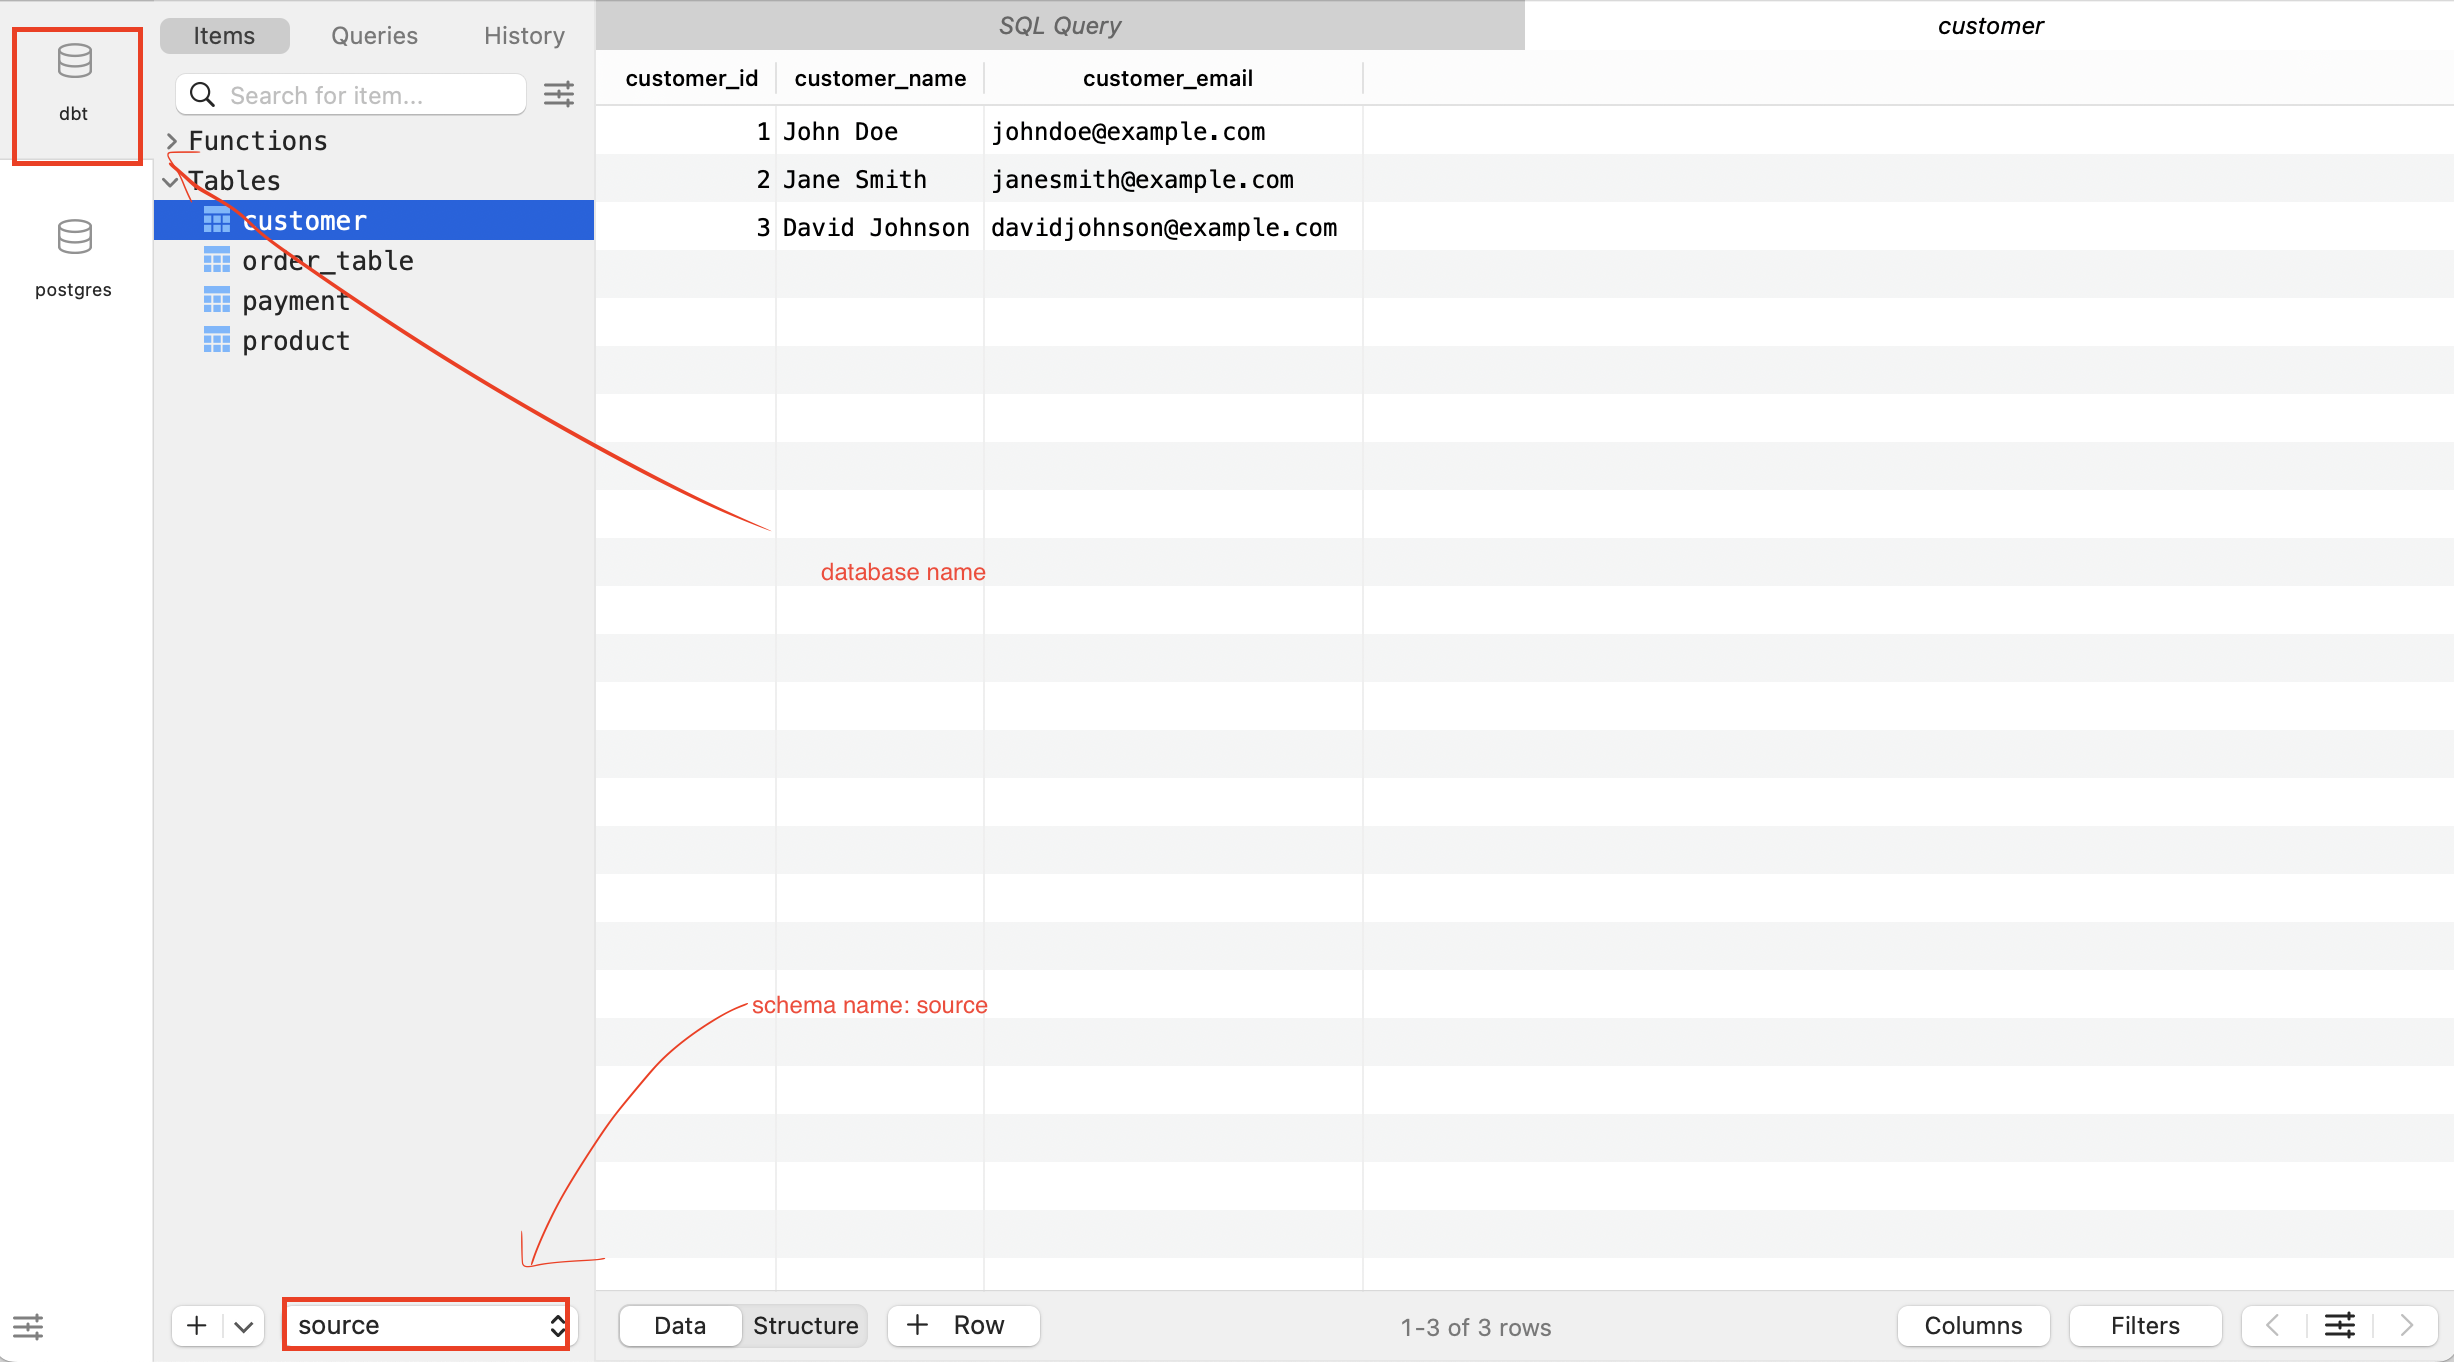 dbt
postgres
Items Queries History
Search for item...
Functions
Tables
customer
order_table
payment
product
source
SQL Query customer
customer_id customer_name customer_email
1 John Doe johndoe@example.com
2 Jane Smith janesmith@example.com
3 David Johnson davidjohnson@example.com
database name
schema name: source
Data Structure + Row 1-3 of 3 rows Columns Filters